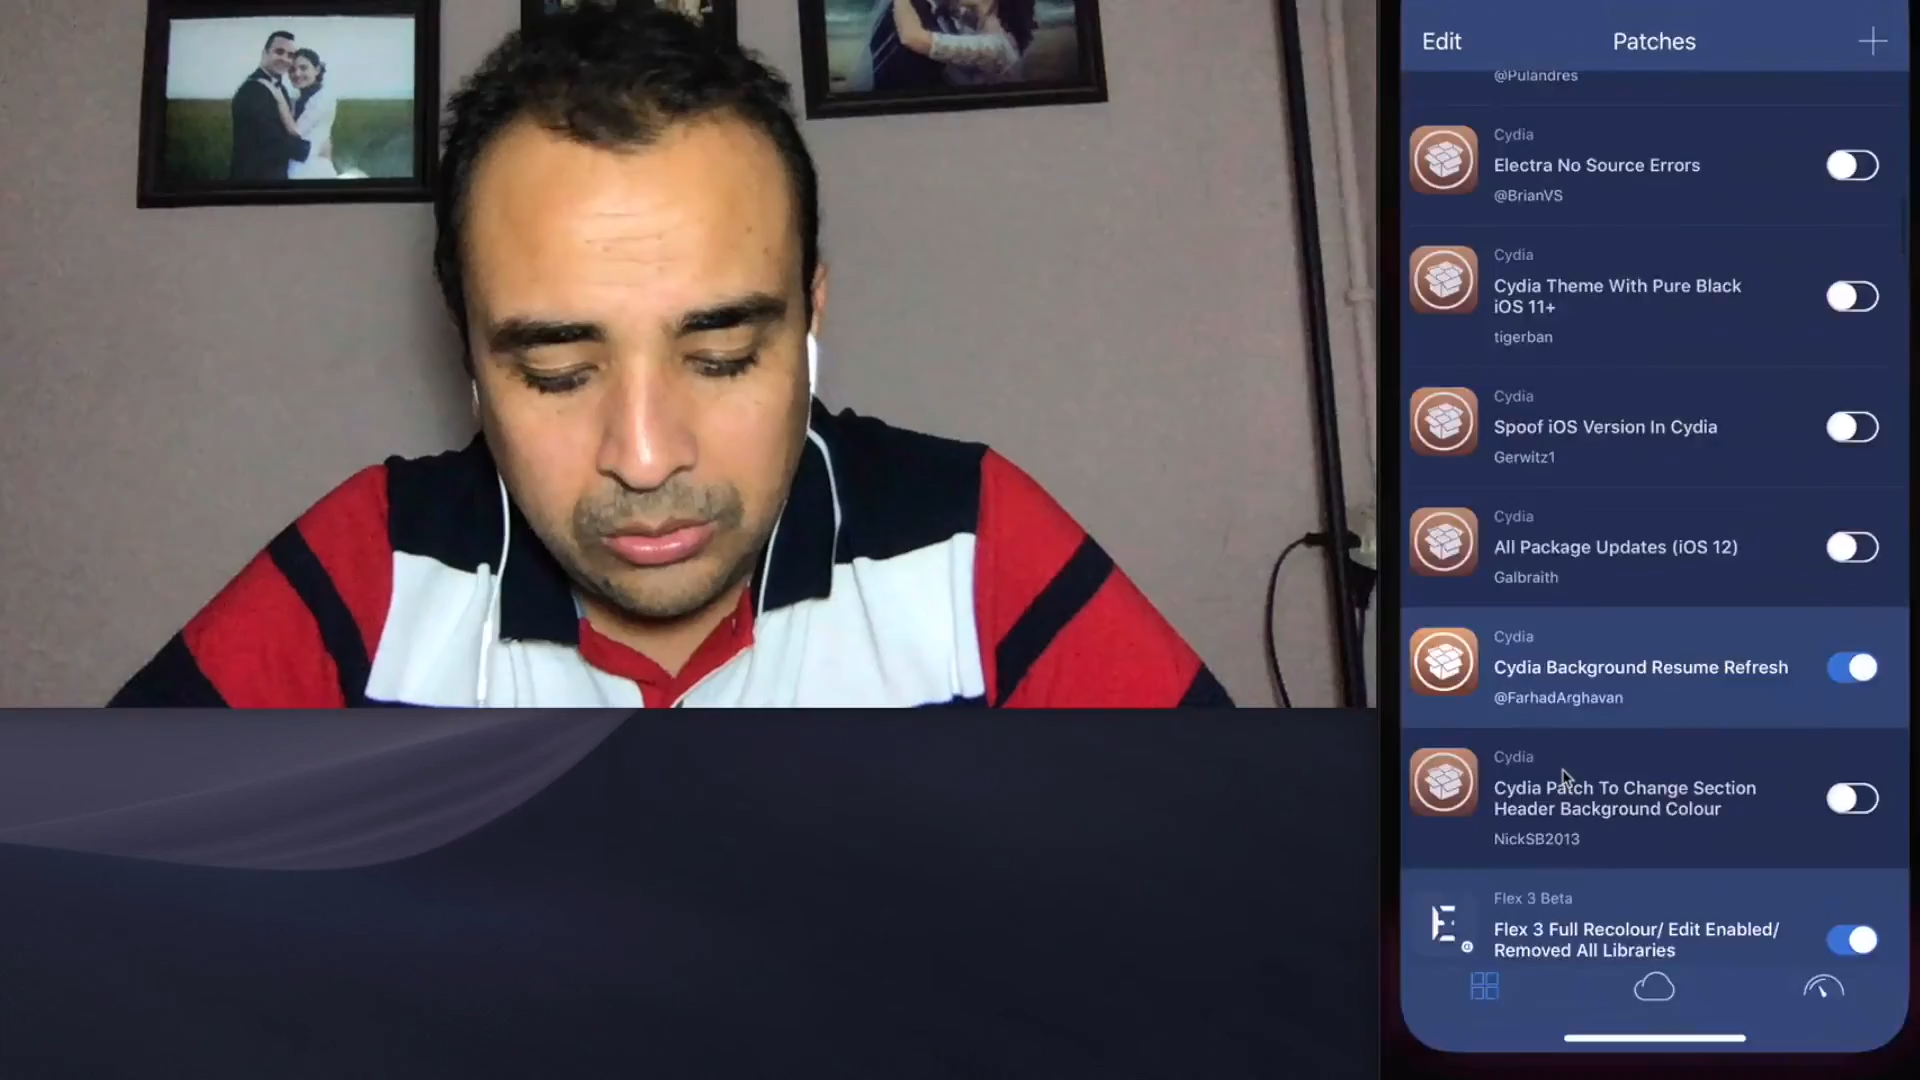 Edit
Patches
@Pulandres
Cydia
Electra No Source Errors
@BrianVS
Cydia
Cydia Theme With Pure Black
iOS 11+
tigerban
Cydia
Spoof iOS Version In Cydia
Gerwitz1
Cydia
All Package Updates (iOS 12)
Galbraith
Cydia
Cydia Background Resume Refresh
@FarhadArghavan
Cydia
Cydia Patch To Change Section
Header Background Colour
NickSB2013
Flex 3 Beta
Flex 3 Full Recolour/ Edit Enabled/
Removed All Libraries